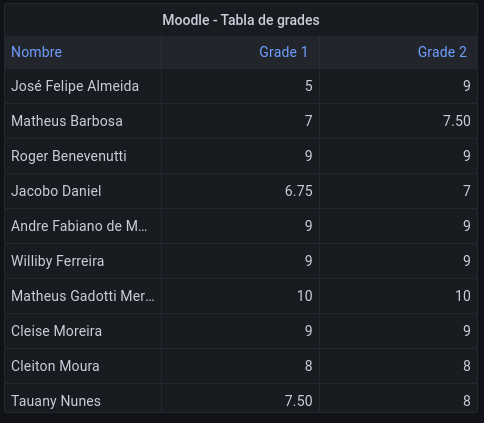 Moodle - Tabla de grades
Nombre Grade 1 Grade 2
José Felipe Almeida 5 9
Matheus Barbosa 7 7.50
Roger Benevenutti 9 9
Jacobo Daniel 6.75 7
Andre Fabiano de M… 9 9
Williby Ferreira 9 9
Matheus Gadotti Mer… 10 10
Cleise Moreira 9 9
Cleiton Moura 8 8
Tauany Nunes 7.50 8